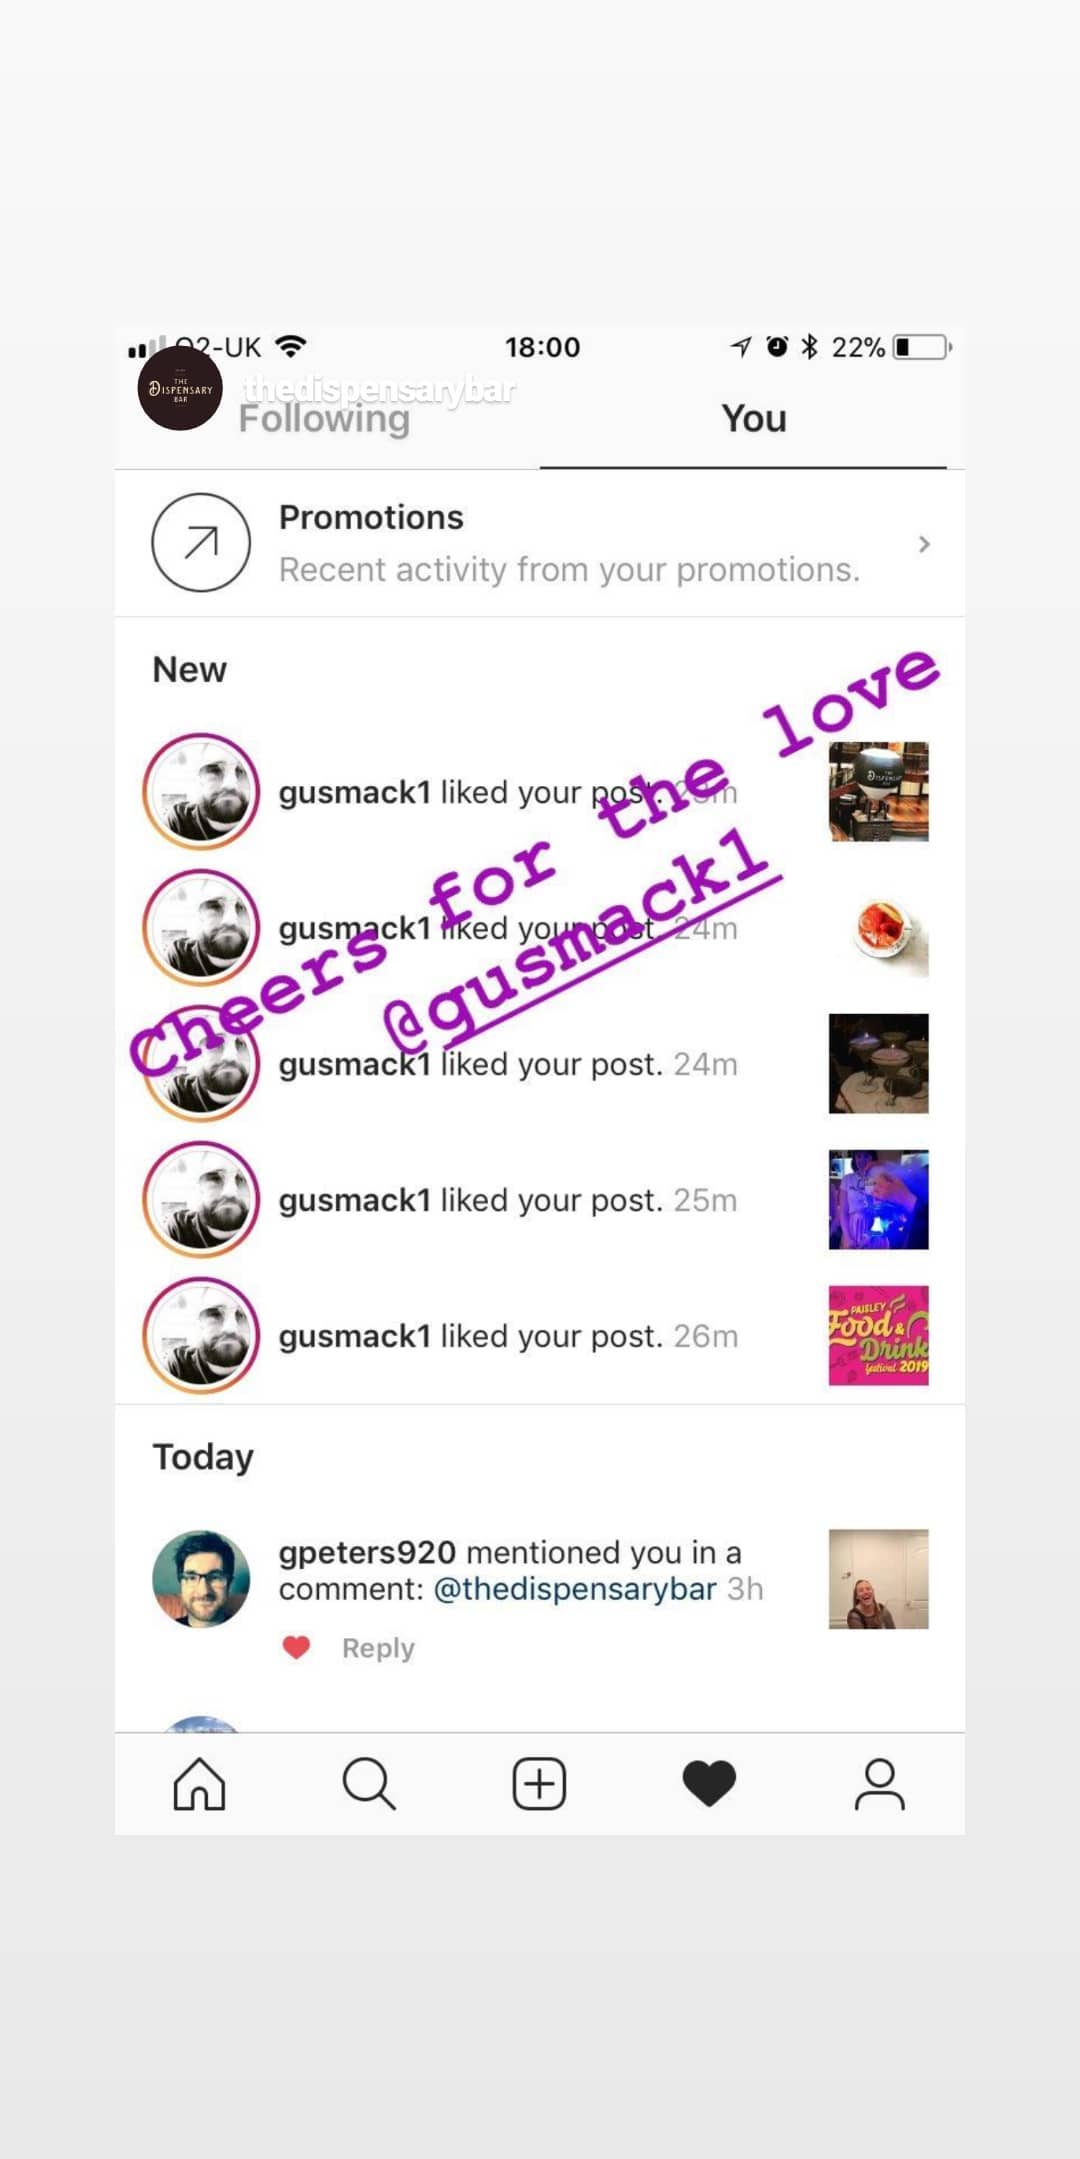 O2-UK 18:00 22%
THE
DISPENSARY
BAR
thedispensarybar
Following You
Promotions
Recent activity from your promotions.
New
Cheers for the love
@gusmack1
gusmack1 liked your post.
gusmack1 liked your post 24m
gusmack1 liked your post. 24m
gusmack1 liked your post. 25m
gusmack1 liked your post. 26m
PAISLEY
Food &
Drink
festival 2019
Today
gpeters920 mentioned you in a
comment: @thedispensarybar 3h
Reply